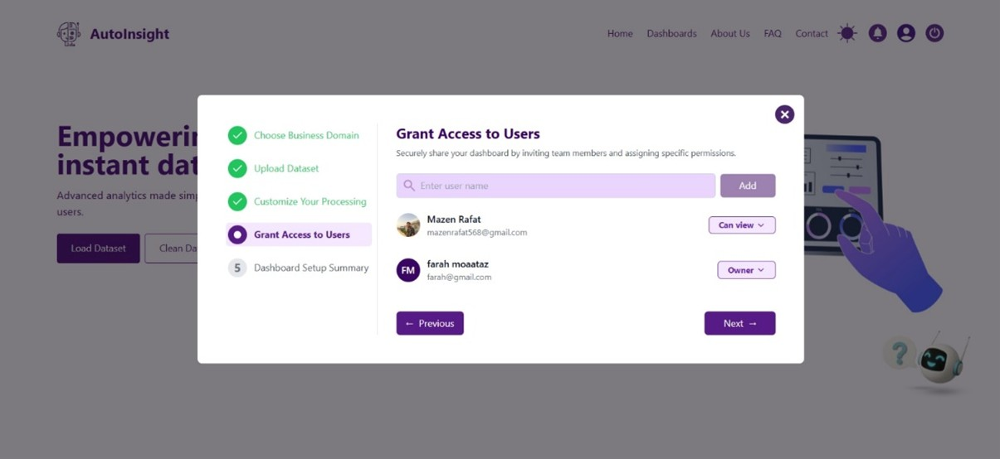 AutoInsight
Home Dashboards About Us FAQ Contact
Empowerin
instant dat
Advanced analytics made simp
users.
Load Dataset Clean Da
Choose Business Domain
Upload Dataset
Customize Your Processing
Grant Access to Users
5 Dashboard Setup Summary
Grant Access to Users
Securely share your dashboard by inviting team members and assigning specific permissions.
Enter user name Add
Mazen Rafat
mazenrafat568@gmail.com
Can view
FM farah moaataz
farah@gmail.com
Owner
← Previous Next →
?